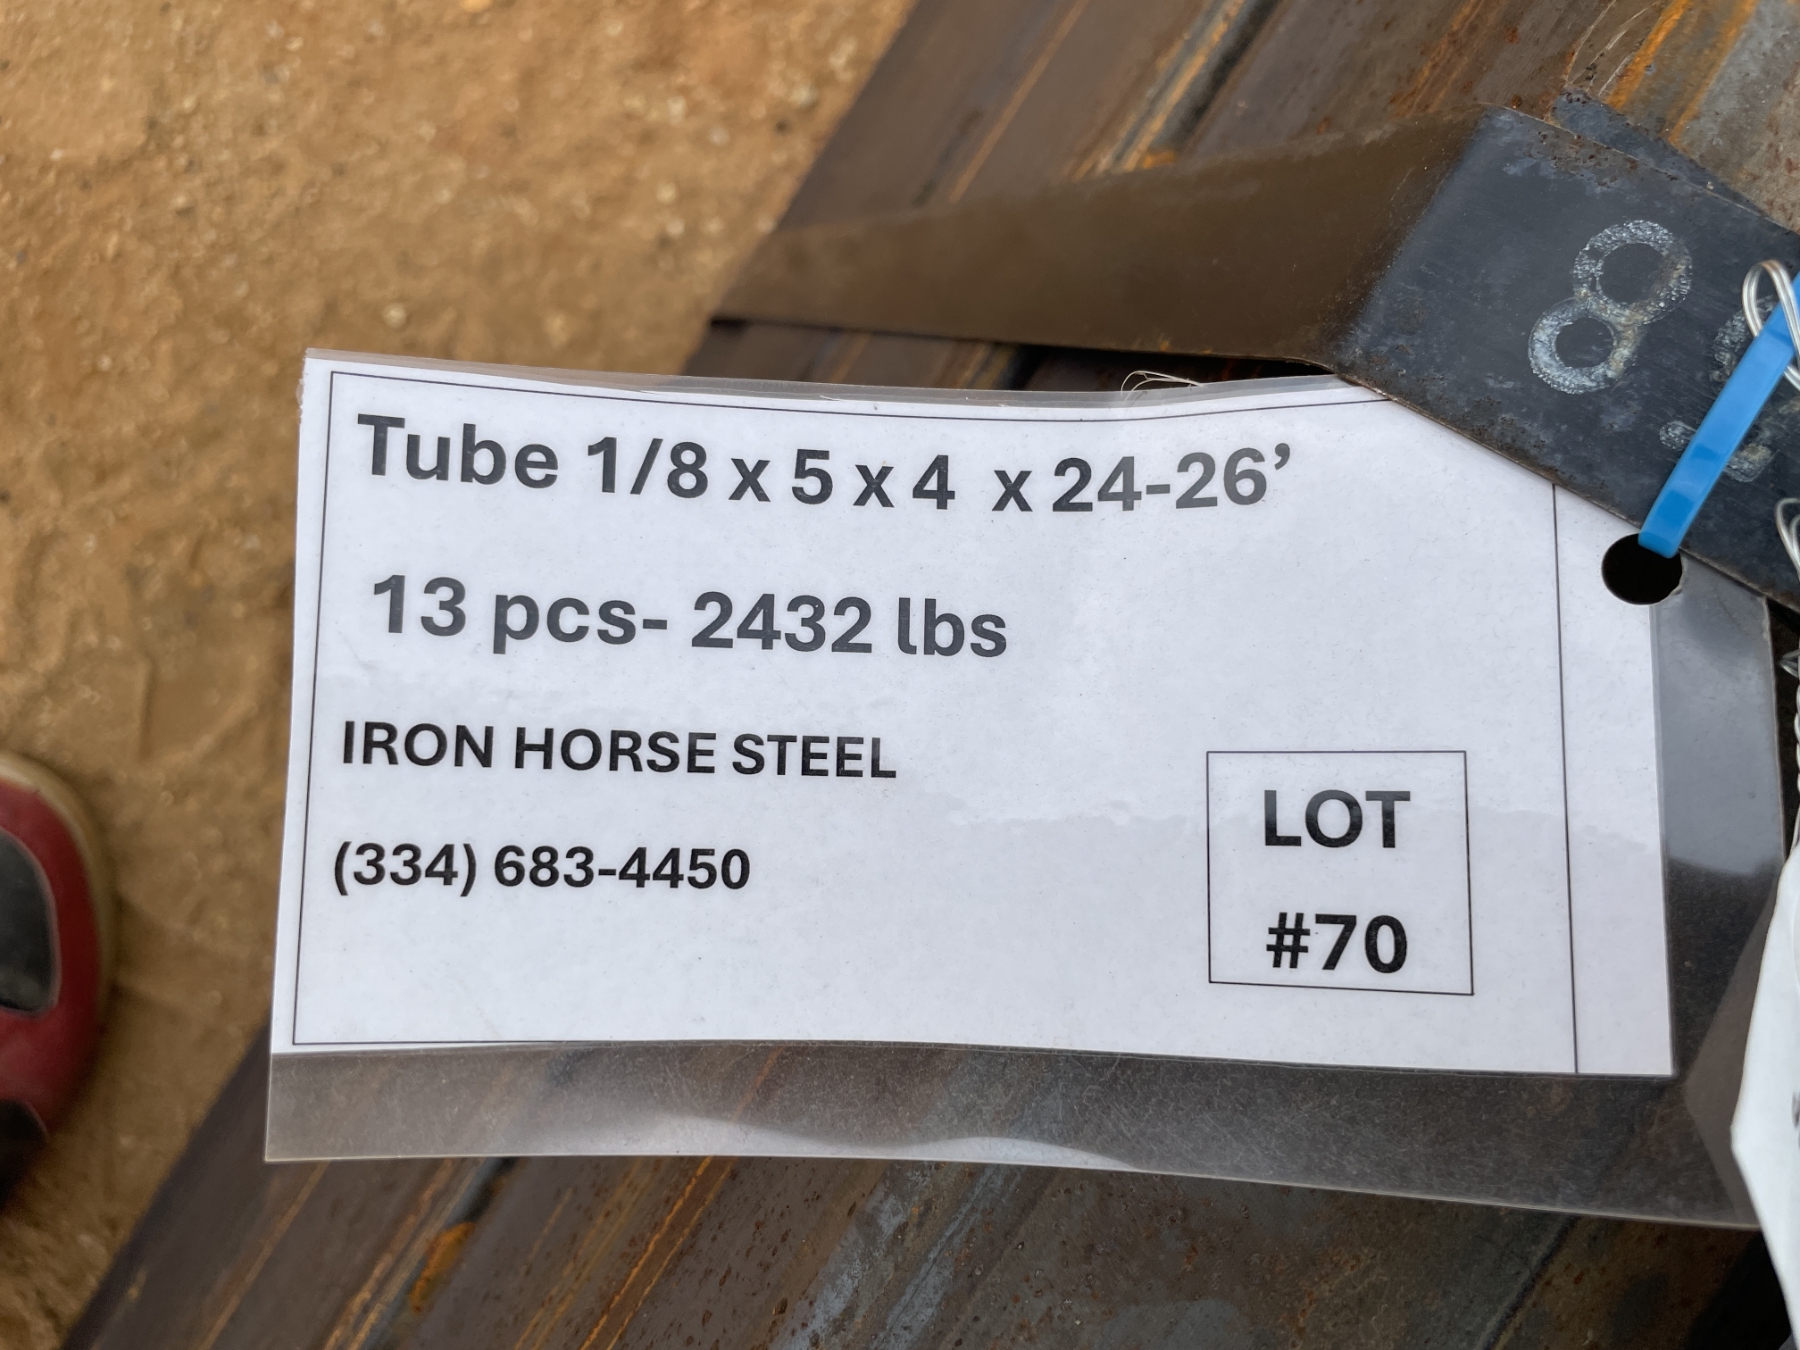 Tube 1/8 x 5 x 4 x 24-26’
13 pcs- 2432 lbs
IRON HORSE STEEL
(334) 683-4450
LOT
#70
8